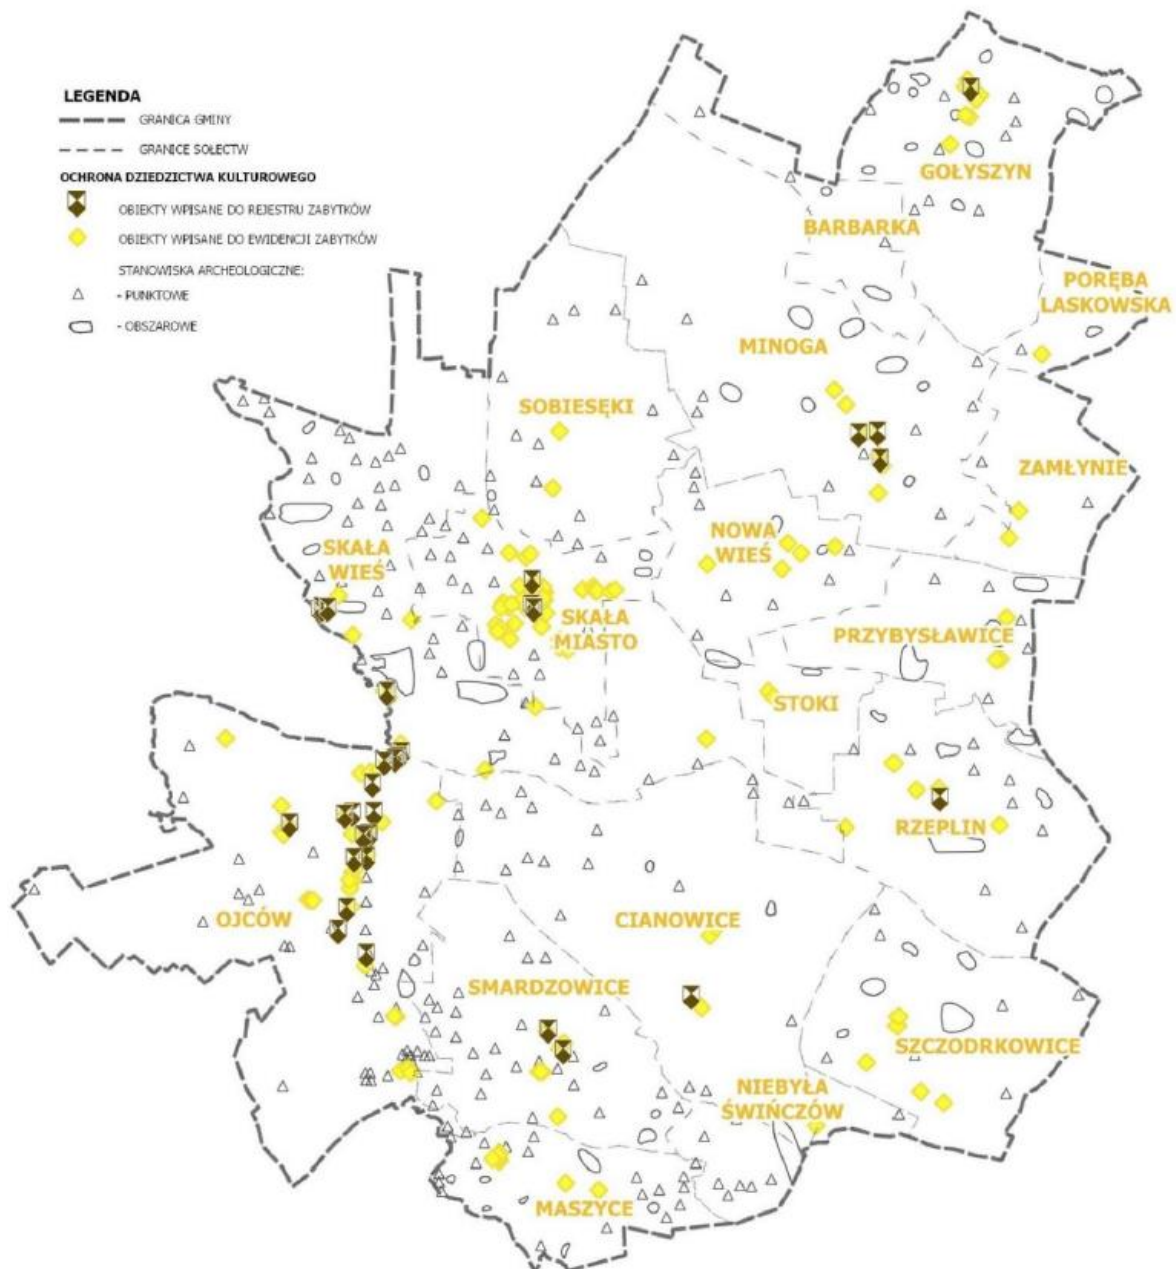 LEGENDA
GRANICA GMINY
GRANICE SOŁECTW
OCHRONA DZIEDZICTWA KULTUROWEGO
OBIEKTY WPISANE DO REJESTRU ZABYTKÓW
OBIEKTY WPISANE DO EWIDENCJI ZABYTKÓW
STANOWISKA ARCHEOLOGICZNE:
- PUNKTOWE
- OBSZAROWE
GOŁYSZYN
BARBARKA
PORĘBA
LASKOWSKA
MINOGA
SOBIESĘKI
ZAMŁYNIE
NOWA
WIEŚ
SKAŁA
WIEŚ
SKAŁA
MIASTO
PRZYBYSŁAWICE
STOKI
RZEPLIN
OJCÓW
CIANOWICE
SMARDZOWICE
SZCZODRKOWICE
NIEBYŁA
ŚWIŃCZÓW
MASZYCE